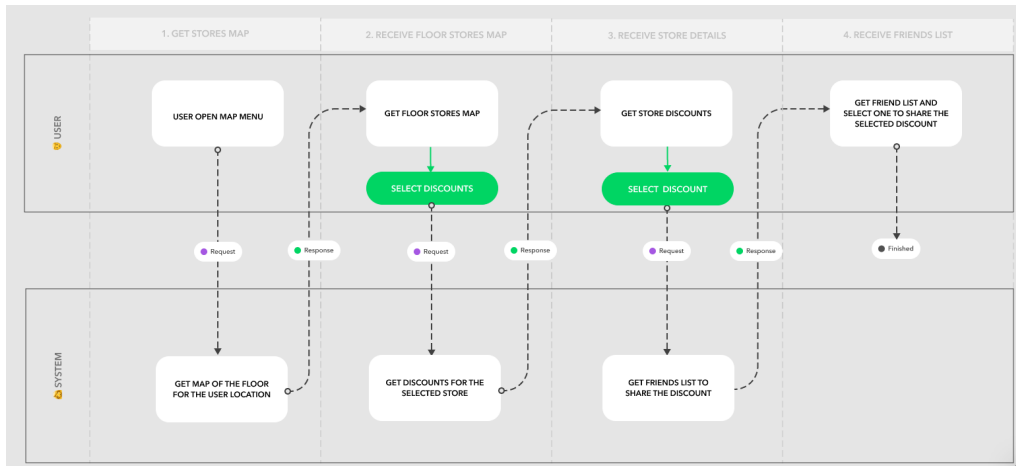 1. GET STORES MAP
2. RECEIVE FLOOR STORES MAP
3. RECEIVE STORE DETAILS
4. RECEIVE FRIENDS LIST
USER
USER OPEN MAP MENU
GET FLOOR STORES MAP
GET STORE DISCOUNTS
GET FRIEND LIST AND
SELECT ONE TO SHARE THE
SELECTED DISCOUNT
SELECT DISCOUNTS
SELECT DISCOUNT
Request
Response
Request
Response
Request
Response
Finished
SYSTEM
GET MAP OF THE FLOOR
FOR THE USER LOCATION
GET DISCOUNTS FOR THE
SELECTED STORE
GET FRIENDS LIST TO
SHARE THE DISCOUNT